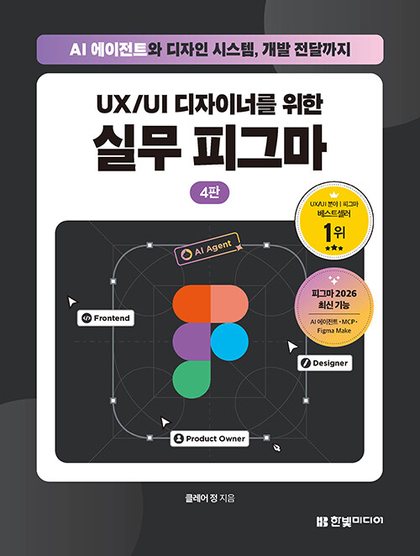 AI 에이전트와 디자인 시스템, 개발 전달까지
UX/UI 디자이너를 위한
실무 피그마
4판
UX/UI 분야 | 피그마
베스트셀러
1위
AI Agent
피그마 2026
최신 기능
AI 에이전트·MCP·
Figma Make
Frontend
Designer
Product Owner
클레어 정 지음
한빛미디어